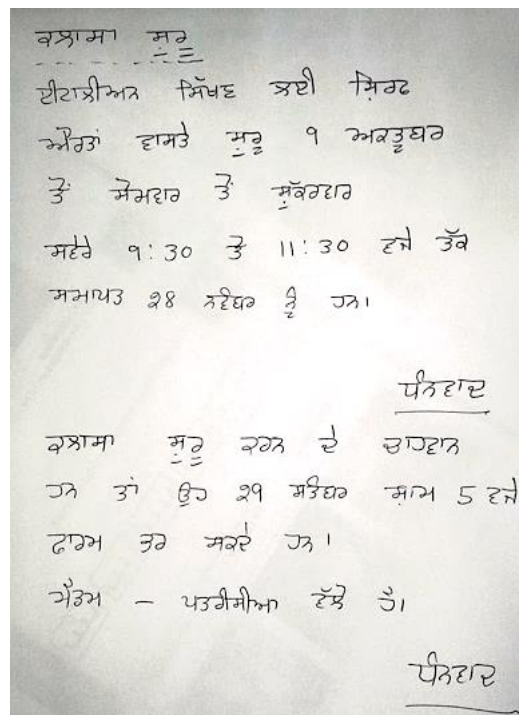 ਕਲਾਸਾ ਸ਼ੁਰੂ
ਈਟਾਲੀਅਨ ਸਿੱਖਣ ਲਈ ਸਿਰਫ
ਔਰਤਾਂ ਵਾਸਤੇ ਸ਼ੁਰੂ 9 ਅਕਤੂਬਰ
ਤੋਂ ਸੋਮਵਾਰ ਤੋਂ ਸ਼ੁੱਕਰਵਾਰ
ਸਵੇਰੇ 9:30 ਤੋਂ 11:30 ਵਜੇ ਤੱਕ
ਸਮਾਪਤ 28 ਨਵੰਬਰ ਨੂੰ ਹਨ।
ਧੰਨਵਾਦ
ਕਲਾਸਾ ਸ਼ੁਰੂ ਕਰਨ ਦੇ ਚਾਹਵਾਨ
ਹਨ ਤਾਂ ਉਹ 29 ਸਤੰਬਰ ਸ਼ਾਮ 5 ਵਜੇ
ਫਾਰਮ ਭਰ ਸਕਦੇ ਹਨ।
ਮੈਡਮ - ਪਤਰੀਸੀਆ ਵੱਲੋਂ ਹੈ।
ਧੰਨਵਾਦ